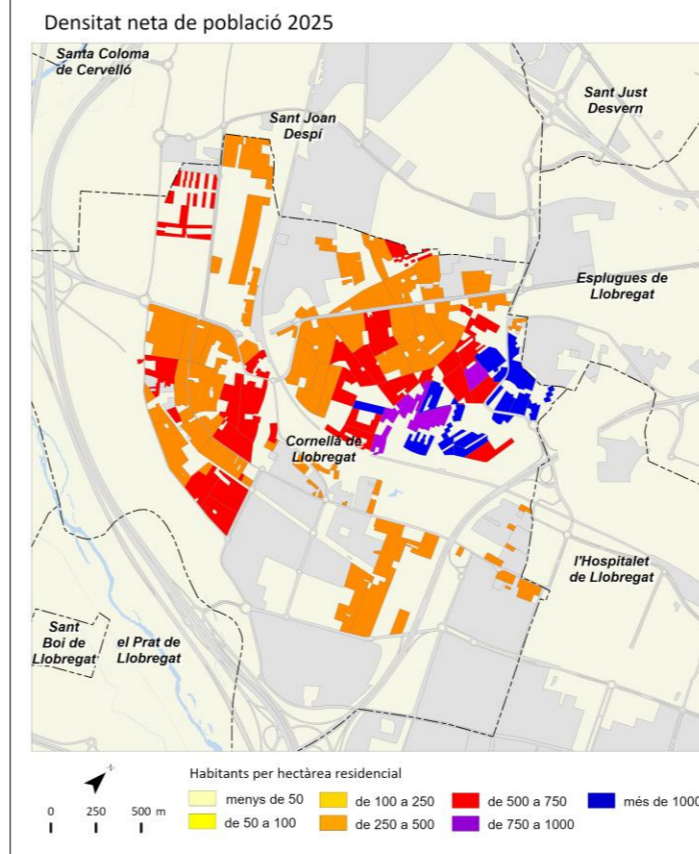 Densitat neta de població 2025
Santa Coloma
de Cervelló
Sant Just
Desvern
Sant Joan
Despí
Esplugues de
Llobregat
Cornellà de
Llobregat
l'Hospitalet
de Llobregat
Sant
Boi de
Llobregat
el Prat de
Llobregat
N
0 250 500 m
Habitants per hectàrea residencial
menys de 50
de 100 a 250
de 500 a 750
més de 1000
de 50 a 100
de 250 a 500
de 750 a 1000